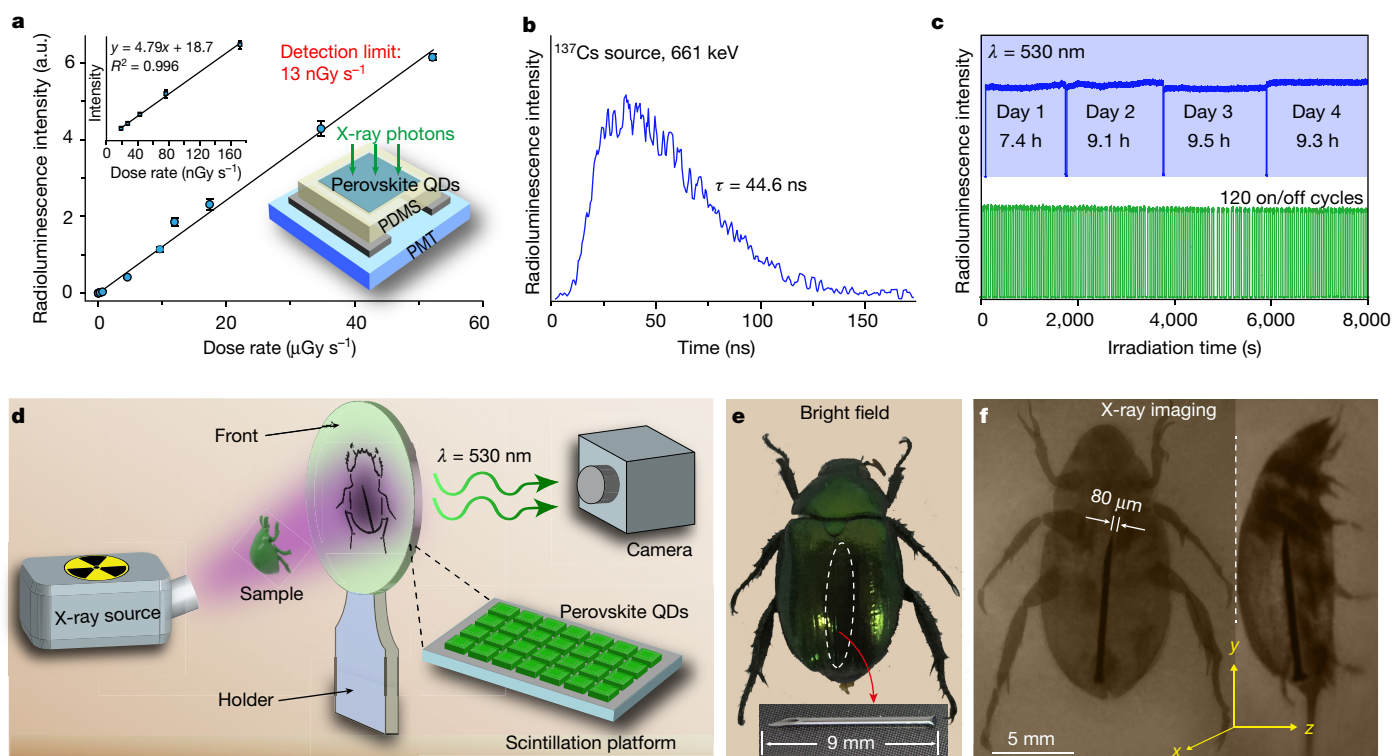 a
y = 4.79x + 18.7
R² = 0.996
Intensity
0 40 80 120 160
Dose rate (nGy s⁻¹)
Detection limit:
13 nGy s⁻¹
X-ray photons
Perovskite QDs
PDMS
PMT
Radioluminescence intensity (a.u.)
6
4
2
0
0 20 40 60
Dose rate (μGy s⁻¹)
b
¹³⁷Cs source, 661 keV
τ = 44.6 ns
Radioluminescence intensity
0 50 100 150
Time (ns)
c
λ = 530 nm
Day 1 Day 2 Day 3 Day 4
7.4 h 9.1 h 9.5 h 9.3 h
120 on/off cycles
Radioluminescence intensity
0 2,000 4,000 6,000 8,000
Irradiation time (s)
d
Front
λ = 530 nm
Camera
Sample
X-ray source
Perovskite QDs
Holder
Scintillation platform
e
Bright field
9 mm
f
X-ray imaging
80 μm
y
z
x
5 mm